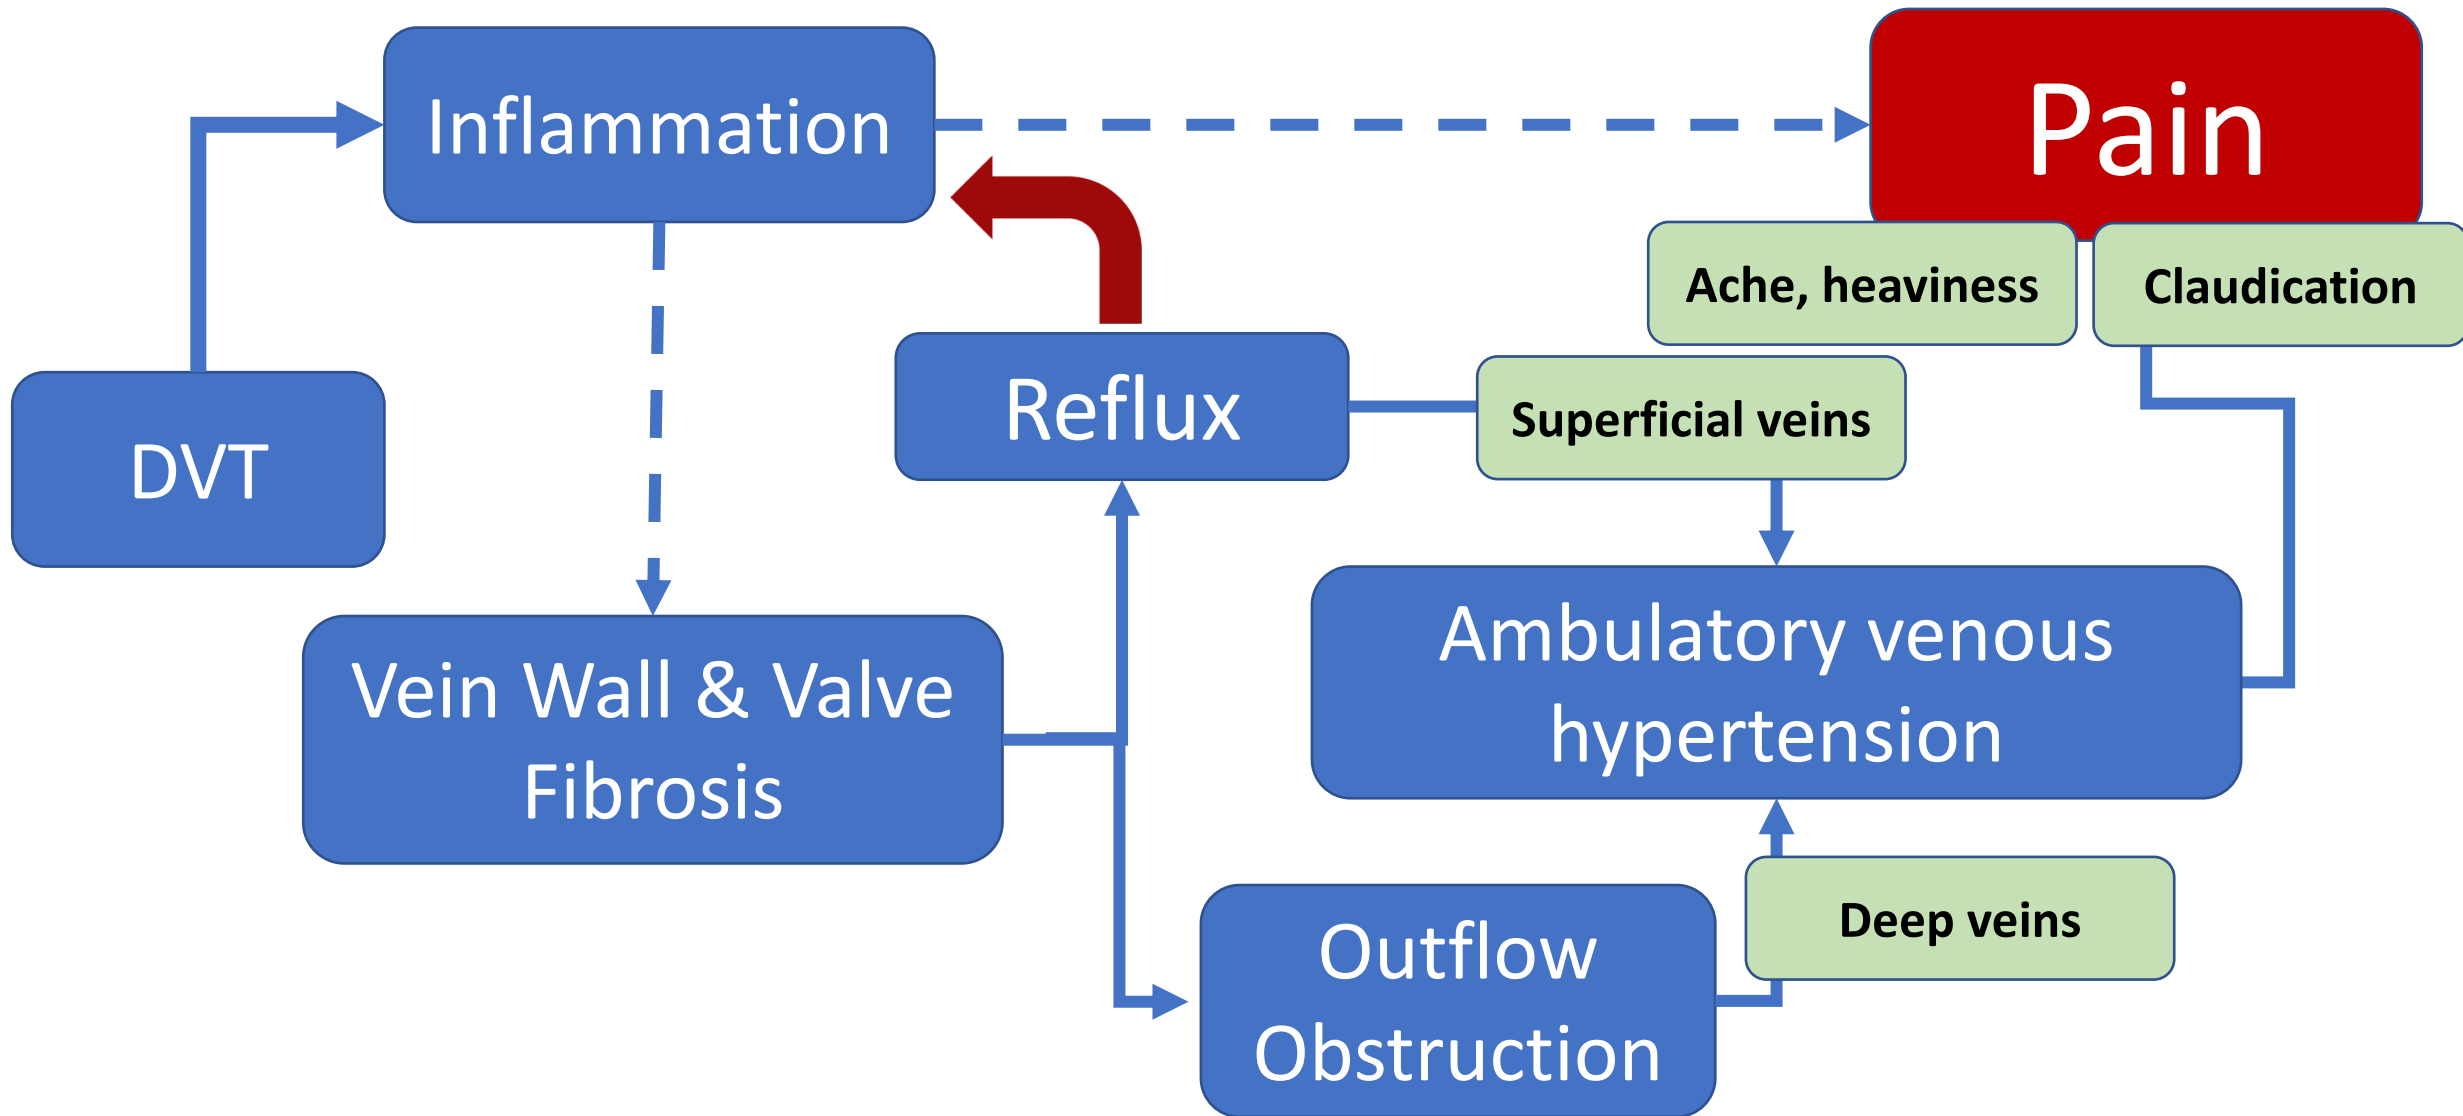 Inflammation
Pain
Ache, heaviness
Claudication
Reflux
Superficial veins
DVT
Vein Wall & Valve
Fibrosis
Ambulatory venous
hypertension
Deep veins
Outflow
Obstruction